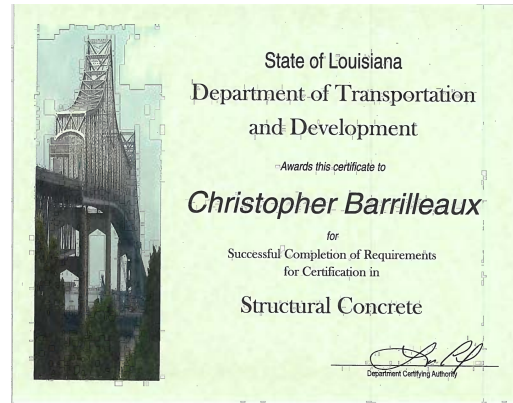 State of Louisiana
Department of Transportation
and Development
Awards this certificate to
Christopher Barrilleaux
for
Successful Completion of Requirements
for Certification in
Structural Concrete
Department Certifying Authority